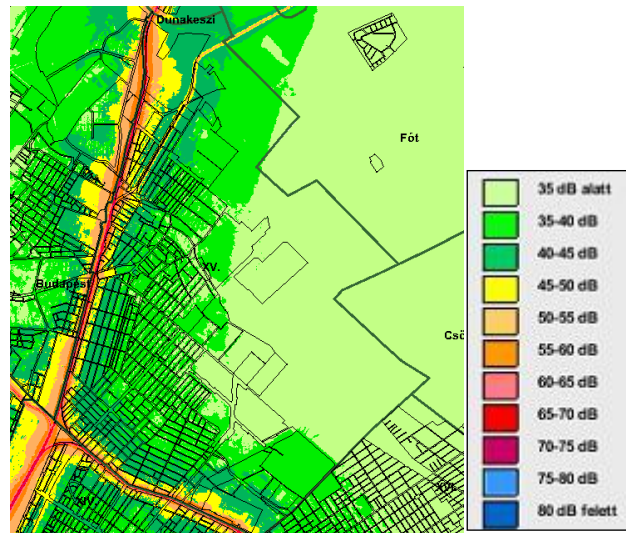 Dunakeszi
Fót
XV.
Budapest
Csö
XIV.
XVI.
35 dB alatt
35-40 dB
40-45 dB
45-50 dB
50-55 dB
55-60 dB
60-65 dB
65-70 dB
70-75 dB
75-80 dB
80 dB felett